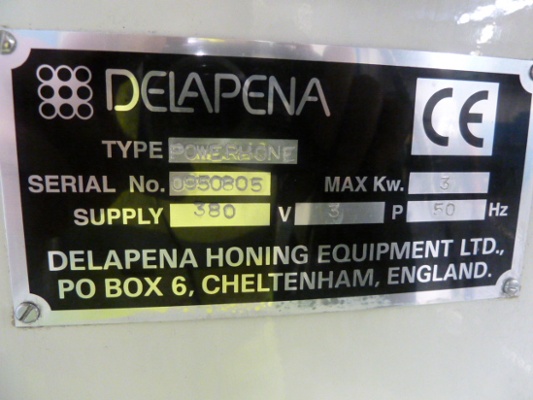 DELAPENA
CE
TYPE POWERHONE
SERIAL No. 0950805 MAX Kw. 3
SUPPLY 380 V 3 P 50 Hz
DELAPENA HONING EQUIPMENT LTD.,
PO BOX 6, CHELTENHAM, ENGLAND.